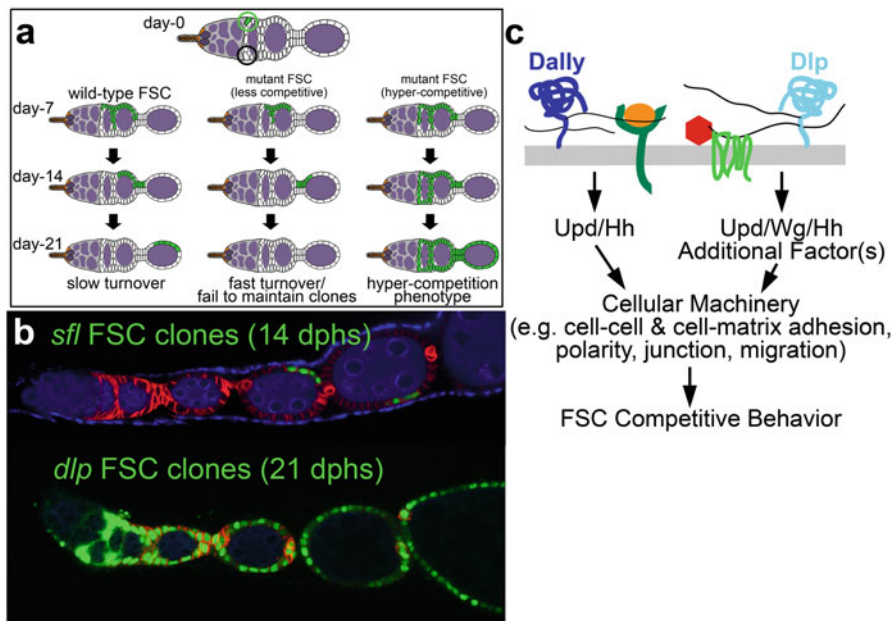 a
day-0
wild-type FSC
mutant FSC
(less competitive)
mutant FSC
(hyper-competitive)
day-7
day-14
day-21
slow turnover
fast turnover/
fail to maintain clones
hyper-competition
phenotype
b
sfl FSC clones (14 dphs)
dlp FSC clones (21 dphs)
c
Dally
Dlp
Upd/Hh
Upd/Wg/Hh
Additional Factor(s)
Cellular Machinery
(e.g. cell-cell & cell-matrix adhesion,
polarity, junction, migration)
FSC Competitive Behavior